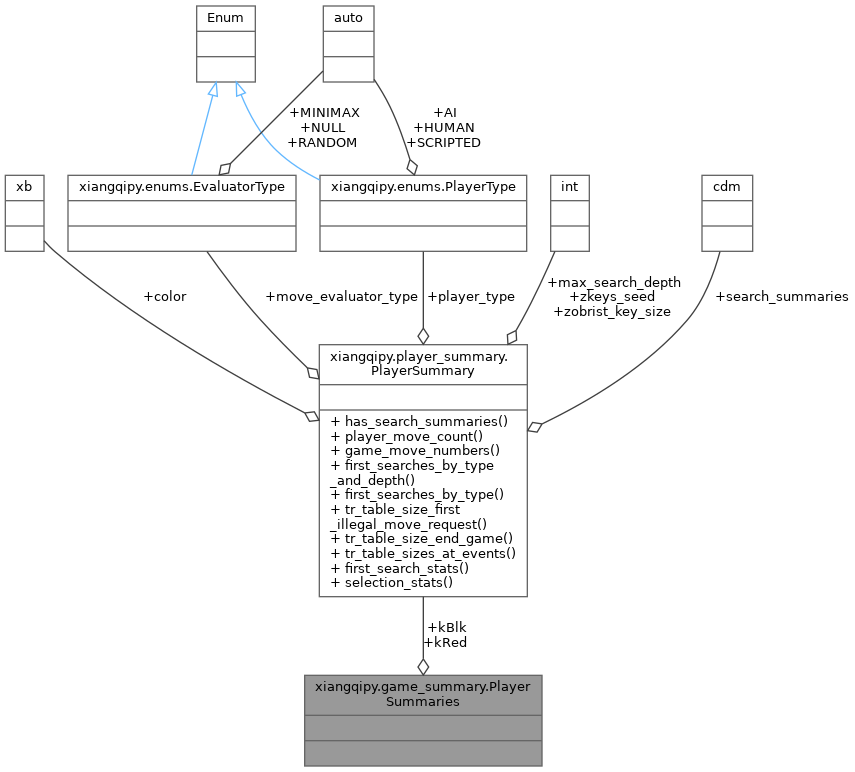 Enum
auto
+MINIMAX
+NULL
+RANDOM
+AI
+HUMAN
+SCRIPTED
xb
xiangqipy.enums.EvaluatorType
xiangqipy.enums.PlayerType
int
cdm
+color
+move_evaluator_type
+player_type
+max_search_depth
+zkeys_seed
+zobrist_key_size
+search_summaries
xiangqipy.player_summary.
PlayerSummary
+ has_search_summaries()
+ player_move_count()
+ game_move_numbers()
+ first_searches_by_type
_and_depth()
+ first_searches_by_type()
+ tr_table_size_first
_illegal_move_request()
+ tr_table_size_end_game()
+ tr_table_sizes_at_events()
+ first_search_stats()
+ selection_stats()
+kBlk
+kRed
xiangqipy.game_summary.Player
Summaries